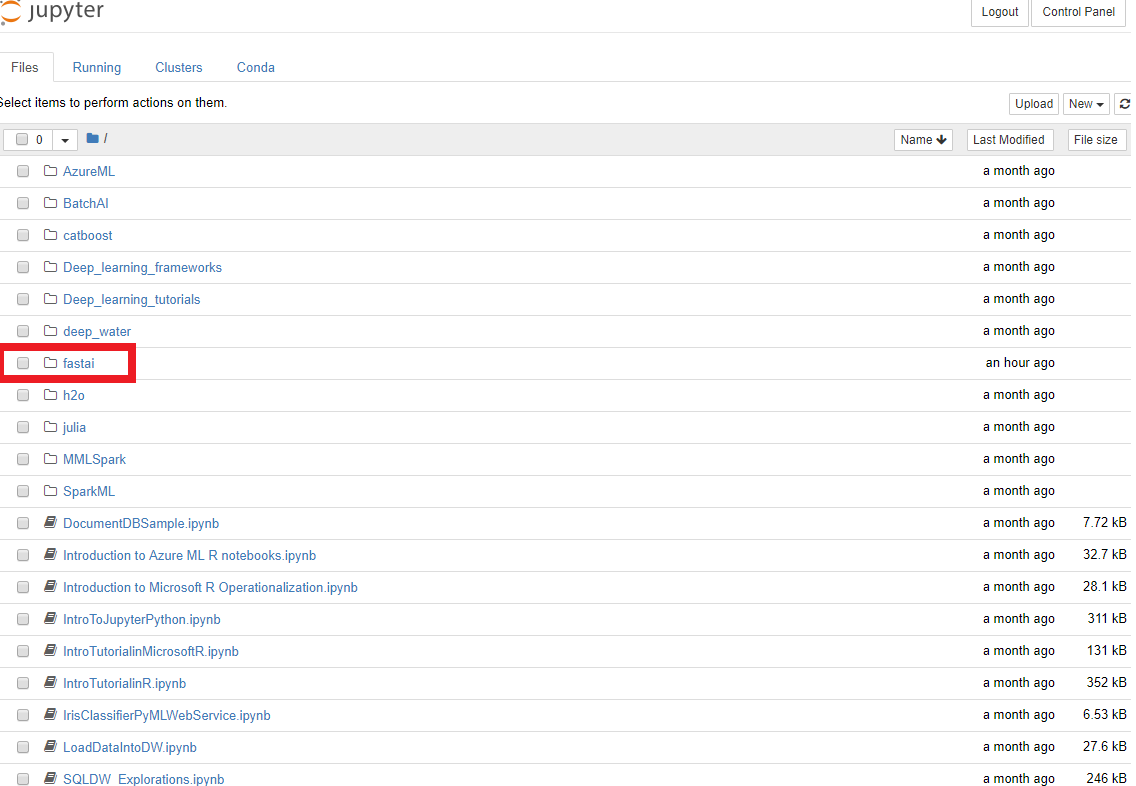 jupyter Logout Control Panel
Files Running Clusters Conda
Select items to perform actions on them. Upload New
0 / Name Last Modified File size
AzureML a month ago
BatchAI a month ago
catboost a month ago
Deep_learning_frameworks a month ago
Deep_learning_tutorials a month ago
deep_water a month ago
fastai an hour ago
h2o a month ago
julia a month ago
MMLSpark a month ago
SparkML a month ago
DocumentDBSample.ipynb a month ago 7.72 kB
Introduction to Azure ML R notebooks.ipynb a month ago 32.7 kB
Introduction to Microsoft R Operationalization.ipynb a month ago 28.1 kB
IntroToJupyterPython.ipynb a month ago 311 kB
IntroTutorialinMicrosoftR.ipynb a month ago 131 kB
IntroTutorialinR.ipynb a month ago 352 kB
IrisClassifierPyMLWebService.ipynb a month ago 6.53 kB
LoadDataIntoDW.ipynb a month ago 27.6 kB
SQLDW_Explorations.ipynb a month ago 246 kB